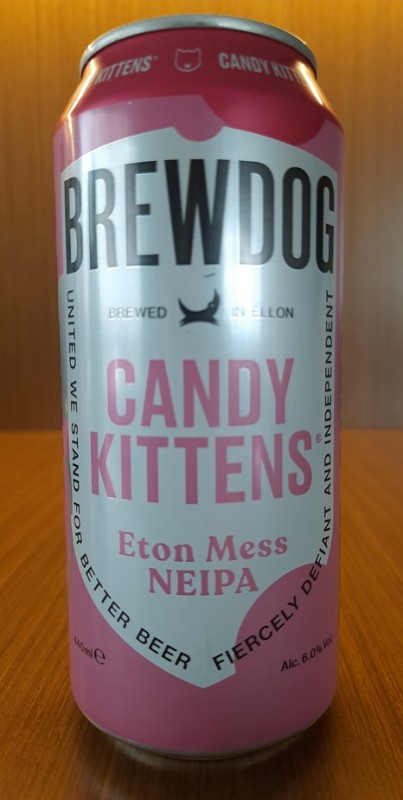 KITTENS® CANDY KITT
BREWDOG
BREWED IN ELLON
CANDY
KITTENS®
Eton Mess
NEIPA
UNITED WE STAND FOR BETTER BEER
FIERCELY DEFIANT AND INDEPENDENT
440ml℮
Alc. 6.0% Vol.